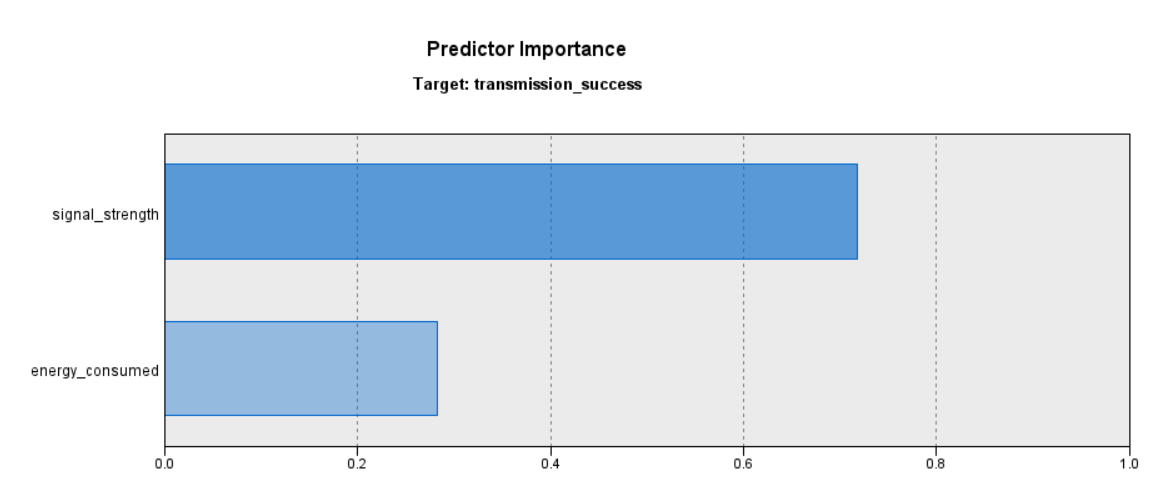 Predictor Importance
Target: transmission_success
signal_strength
energy_consumed
0.0 0.2 0.4 0.6 0.8 1.0